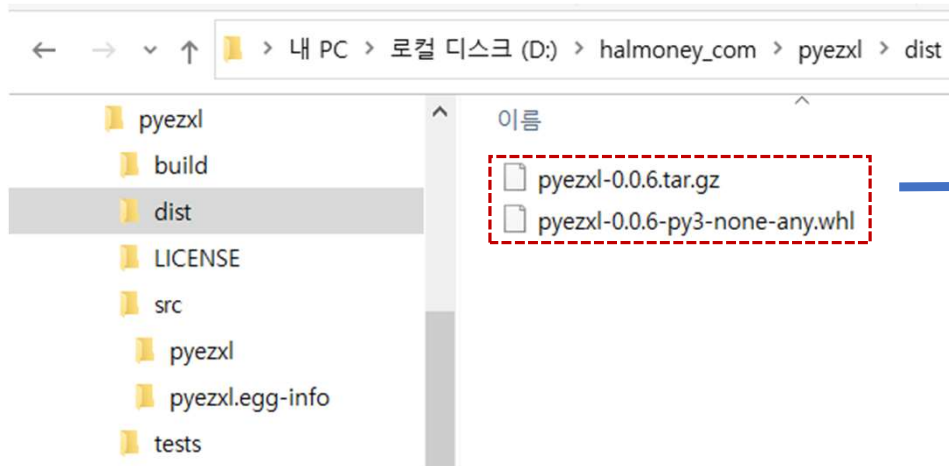 내 PC > 로컬 디스크 (D:) > halmoney_com > pyezxl > dist
pyezxl
build
dist
LICENSE
src
pyezxl
pyezxl.egg-info
tests
이름
pyezxl-0.0.6.tar.gz
pyezxl-0.0.6-py3-none-any.whl